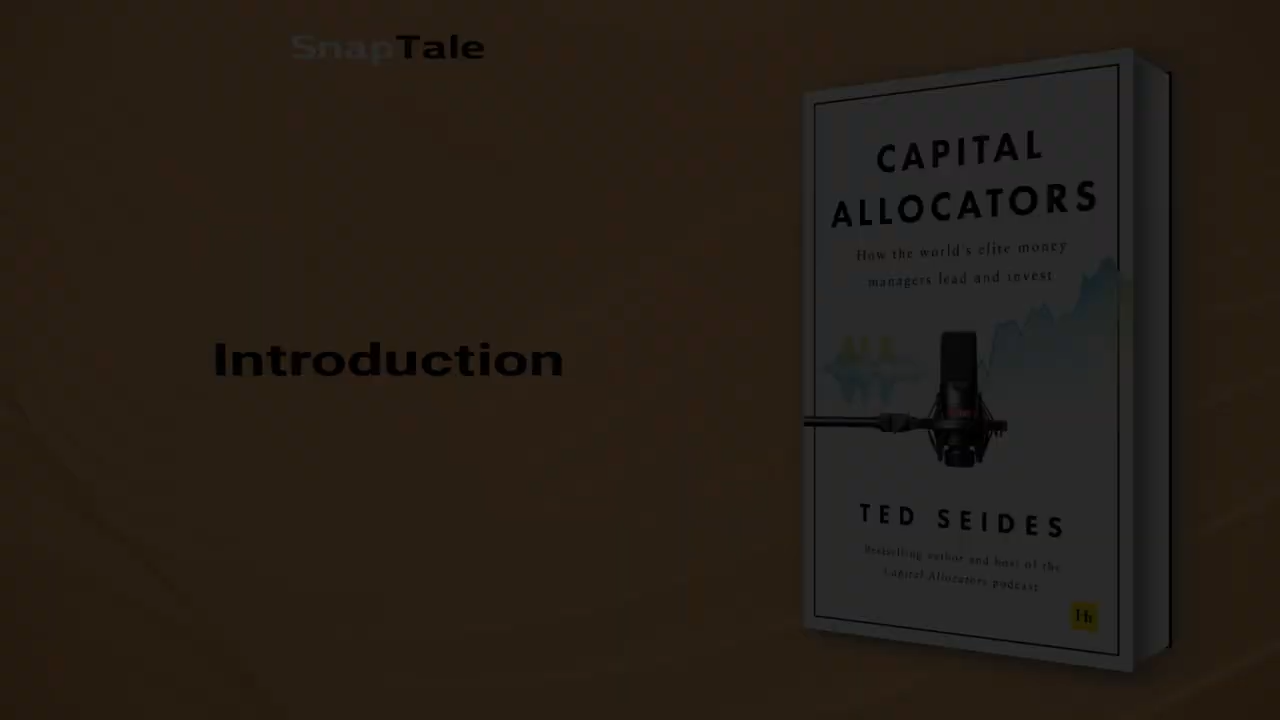 SnapTale
Introduction
CAPITAL
ALLOCATORS
How the world's elite money
managers lead and invest
TED SEIDES
Bestselling author and host of the
Capital Allocators podcast
Hh